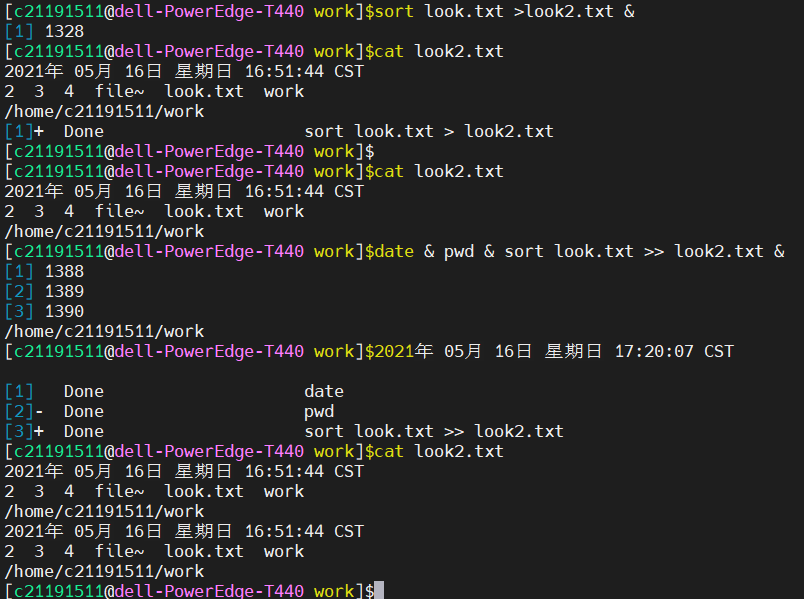 [c21191511@dell-PowerEdge-T440 work]$sort look.txt >look2.txt &
[1] 1328
[c21191511@dell-PowerEdge-T440 work]$cat look2.txt
2021年 05月 16日 星期日 16:51:44 CST
2  3  4  file~  look.txt  work
/home/c21191511/work
[1]+  Done                    sort look.txt > look2.txt
[c21191511@dell-PowerEdge-T440 work]$
[c21191511@dell-PowerEdge-T440 work]$cat look2.txt
2021年 05月 16日 星期日 16:51:44 CST
2  3  4  file~  look.txt  work
/home/c21191511/work
[c21191511@dell-PowerEdge-T440 work]$date & pwd & sort look.txt >> look2.txt &
[1] 1388
[2] 1389
[3] 1390
/home/c21191511/work
[c21191511@dell-PowerEdge-T440 work]$2021年 05月 16日 星期日 17:20:07 CST
[1]   Done                    date
[2]-  Done                    pwd
[3]+  Done                    sort look.txt >> look2.txt
[c21191511@dell-PowerEdge-T440 work]$cat look2.txt
2021年 05月 16日 星期日 16:51:44 CST
2  3  4  file~  look.txt  work
/home/c21191511/work
2021年 05月 16日 星期日 16:51:44 CST
2  3  4  file~  look.txt  work
/home/c21191511/work
[c21191511@dell-PowerEdge-T440 work]$